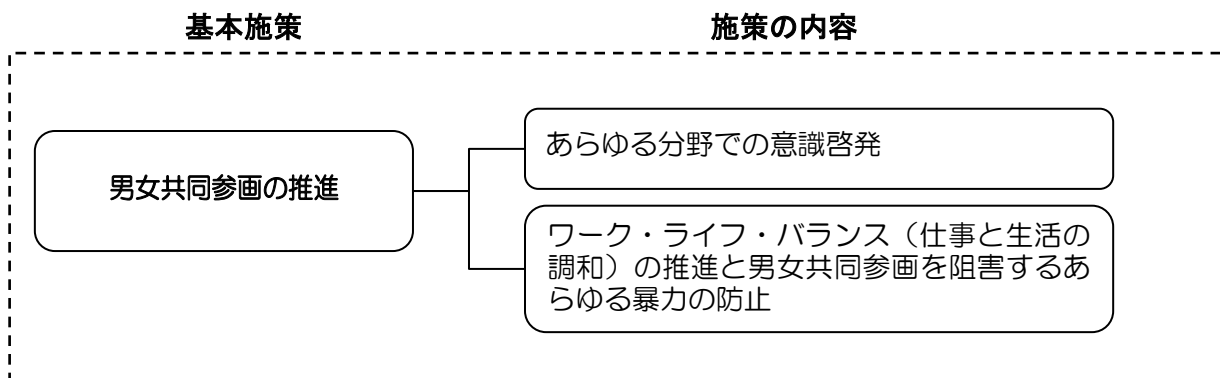 基本施策
施策の内容
男女共同参画の推進
あらゆる分野での意識啓発
ワーク・ライフ・バランス（仕事と生活の
調和）の推進と男女共同参画を阻害するあ
らゆる暴力の防止